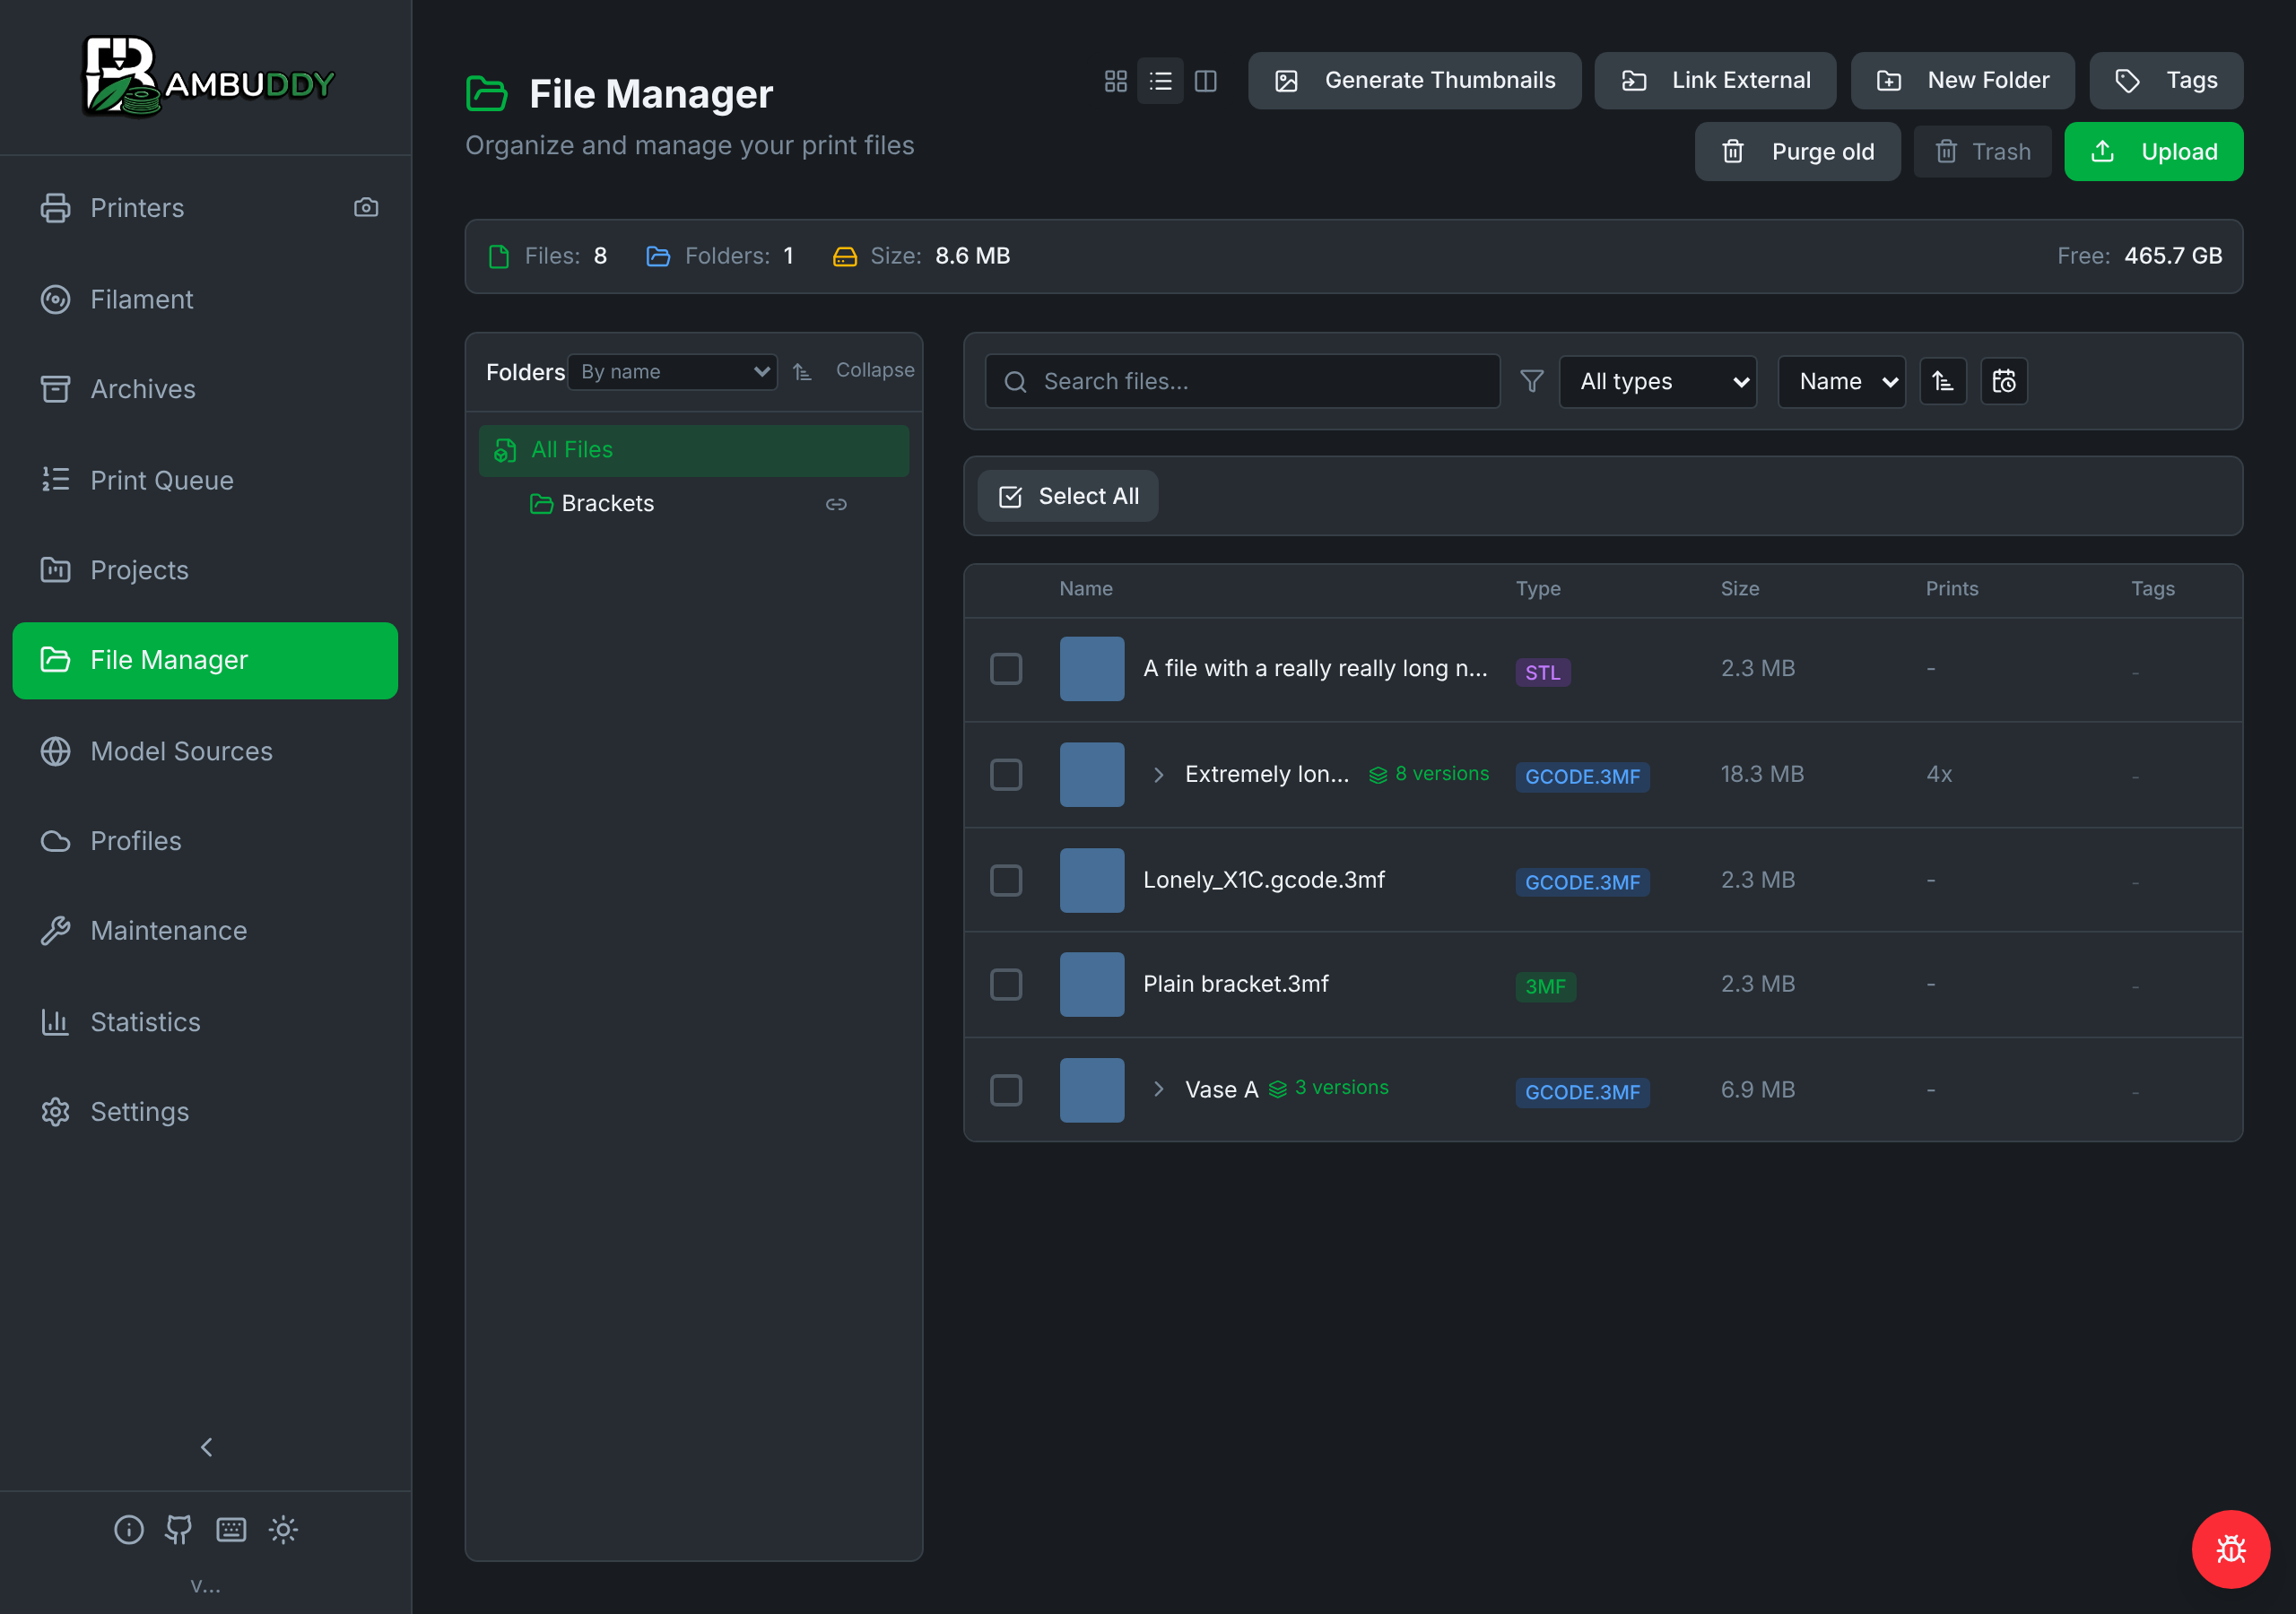 BAMBUDDY
Printers
Filament
Archives
Print Queue
Projects
File Manager
Model Sources
Profiles
Maintenance
Statistics
Settings
v...
File Manager
Organize and manage your print files
Generate Thumbnails
Link External
New Folder
Tags
Purge old
Trash
Upload
Files: 8
Folders: 1
Size: 8.6 MB
Free: 465.7 GB
Folders
By name
Collapse
All Files
Brackets
Search files...
All types
Name
Select All
Name Type Size Prints Tags
A file with a really really long n... STL 2.3 MB - -
Extremely lon... 8 versions GCODE.3MF 18.3 MB 4x -
Lonely_X1C.gcode.3mf GCODE.3MF 2.3 MB - -
Plain bracket.3mf 3MF 2.3 MB - -
Vase A 3 versions GCODE.3MF 6.9 MB - -